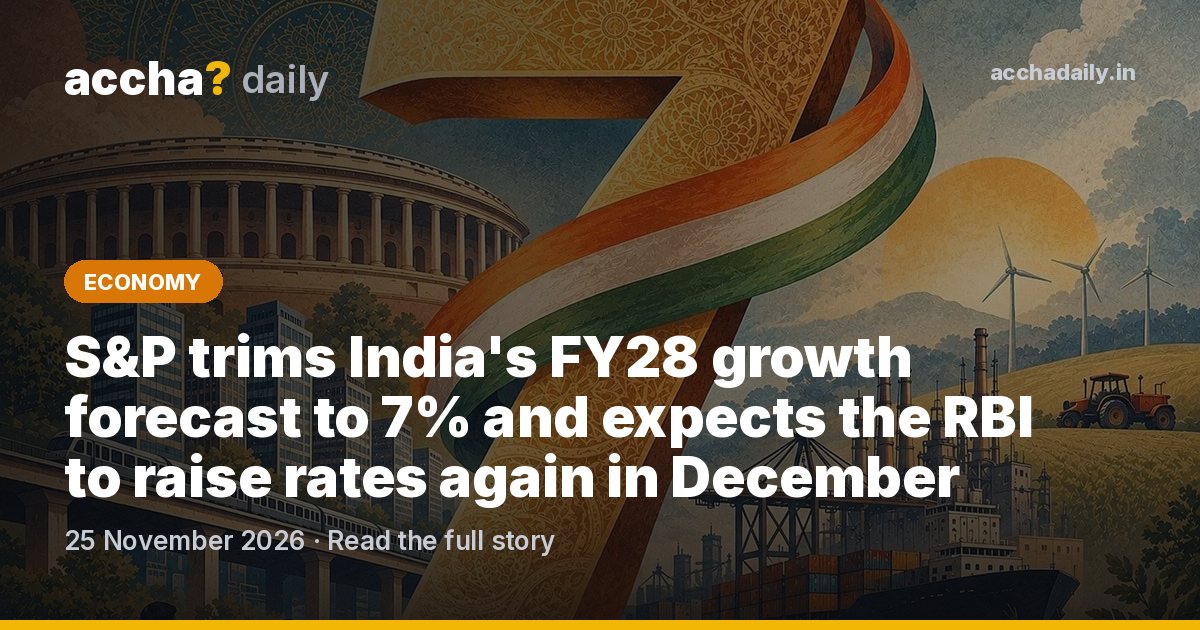 accha? daily
acchadaily.in
ECONOMY
S&P trims India's FY28 growth
forecast to 7% and expects the RBI
to raise rates again in December
25 November 2026 · Read the full story